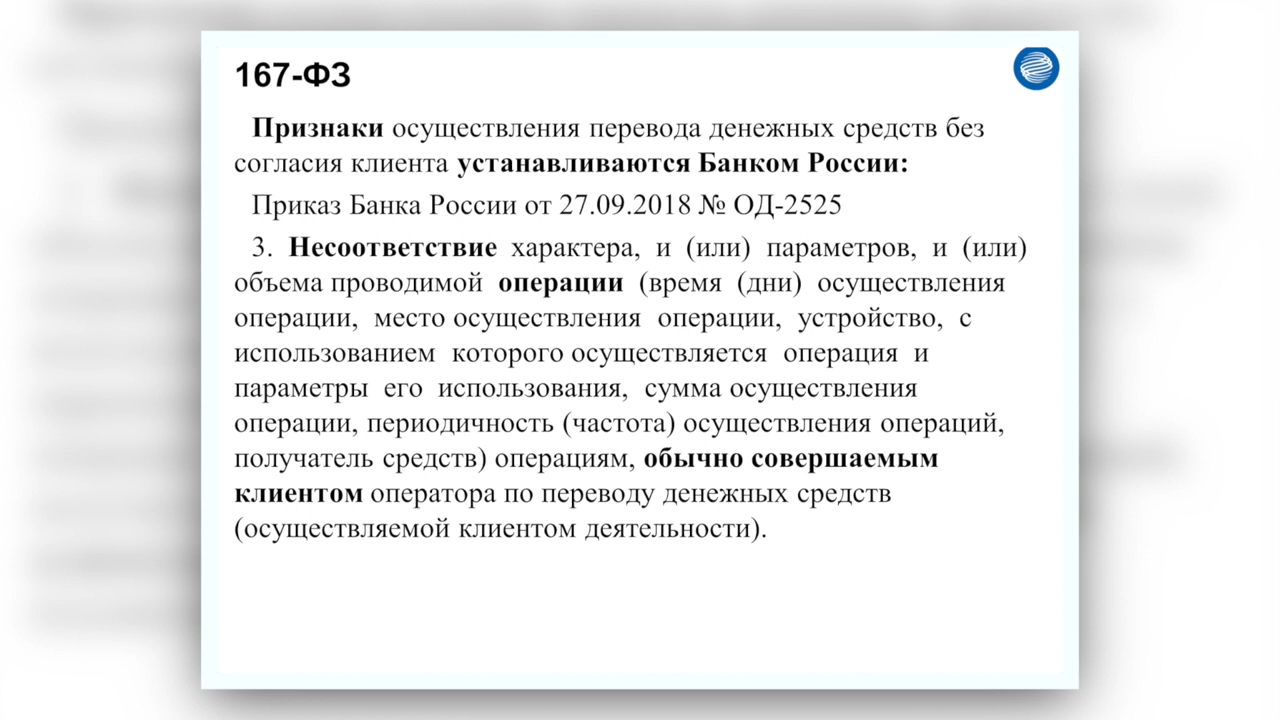 167-ФЗ
Признаки осуществления перевода денежных средств без
согласия клиента устанавливаются Банком России:
Приказ Банка России от 27.09.2018 № ОД-2525
3. Несоответствие характера, и (или) параметров, и (или)
объема проводимой операции (время (дни) осуществления
операции, место осуществления операции, устройство, с
использованием которого осуществляется операция и
параметры его использования, сумма осуществления
операции, периодичность (частота) осуществления операций,
получатель средств) операциям, обычно совершаемым
клиентом оператора по переводу денежных средств
(осуществляемой клиентом деятельности).